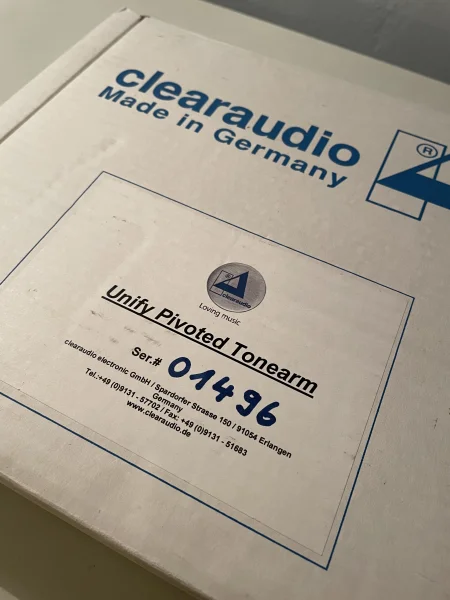 clearaudio
Made in Germany
®
clearaudio
Loving music
Unify Pivoted Tonearm
Ser.# 01496
clearaudio electronic GmbH / Spardorfer Strasse 150 / 91054 Erlangen
Germany
Tel.:+49 (0)9131 - 57702 / Fax: +49 (0)9131 - 51683
www.clearaudio.de